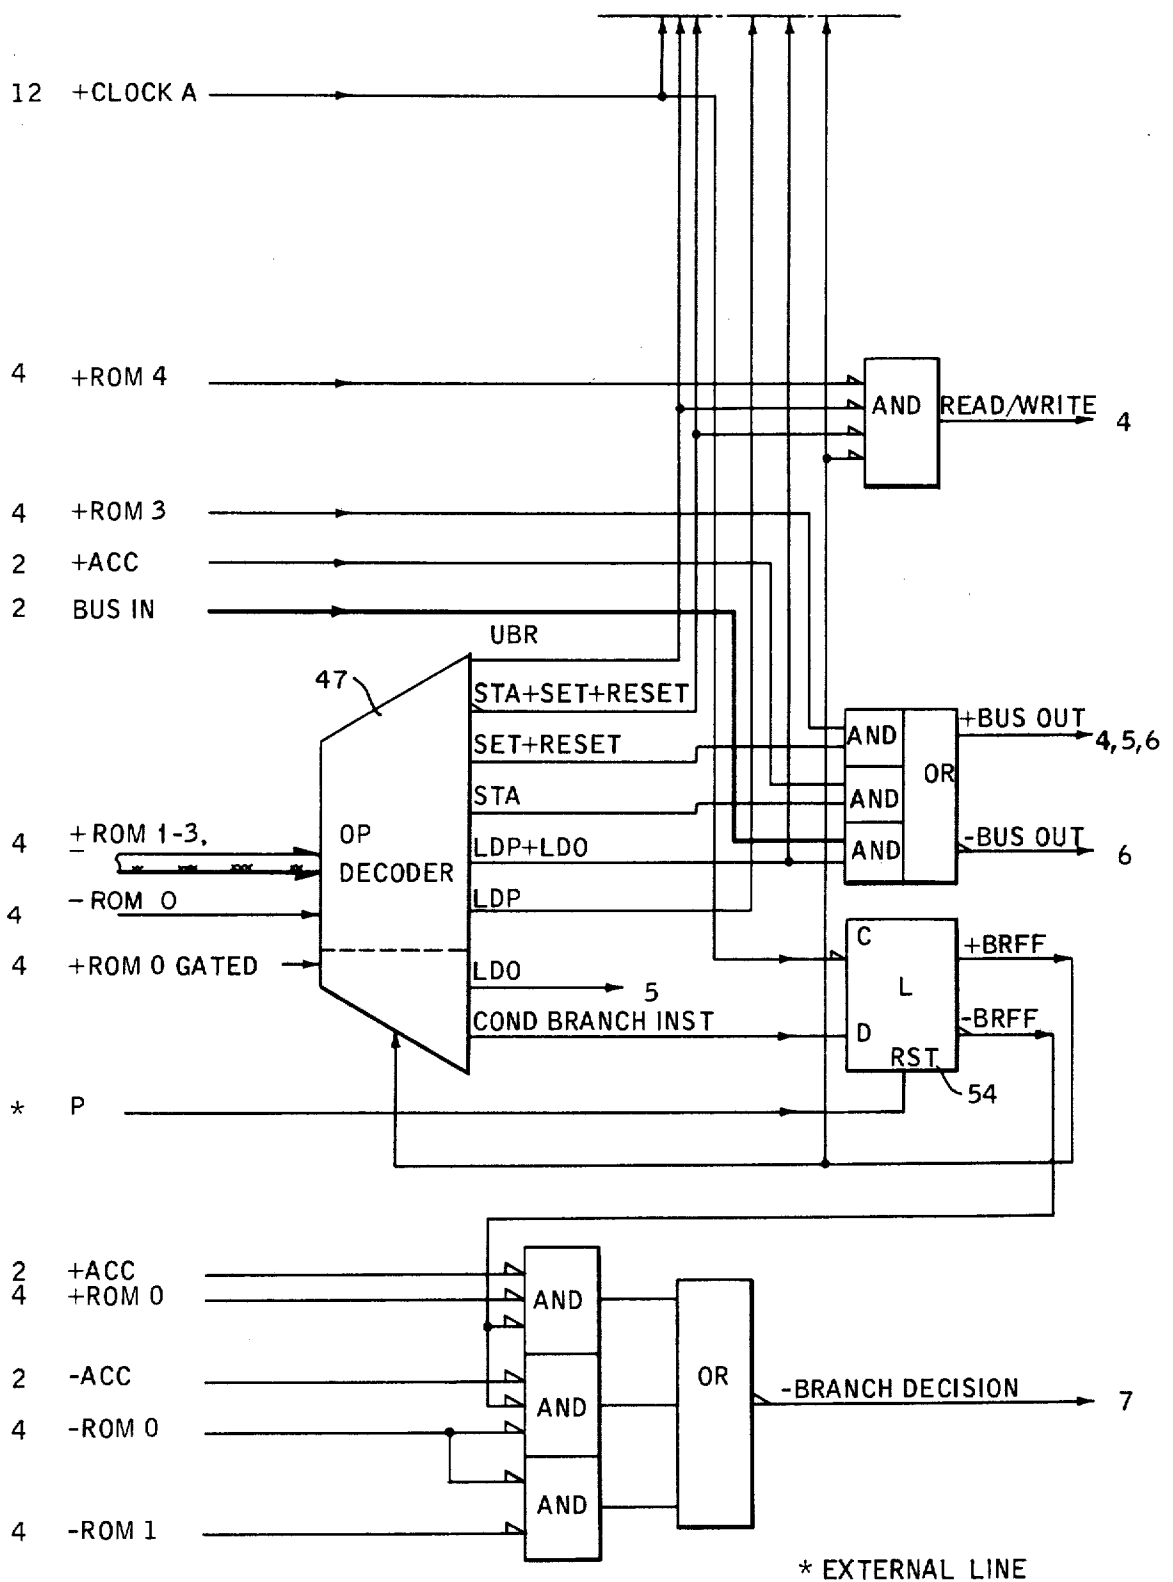 12 +CLOCK A
4 +ROM 4
AND READ/WRITE 4
4 +ROM 3
2 +ACC
2 BUS IN
UBR
47
STA+SET+RESET
SET+RESET
STA
LDP+LDO
LDP
LDO 5
COND BRANCH INST
OP
DECODER
4 ±ROM 1-3,
4 -ROM 0
4 +ROM 0 GATED
AND
AND
AND
OR
+BUS OUT 4,5,6
-BUS OUT 6
C
L
D
RST
+BRFF
-BRFF
54
* P
2 +ACC
4 +ROM 0
2 -ACC
4 -ROM 0
4 -ROM 1
AND
AND
AND
OR
-BRANCH DECISION 7
* EXTERNAL LINE